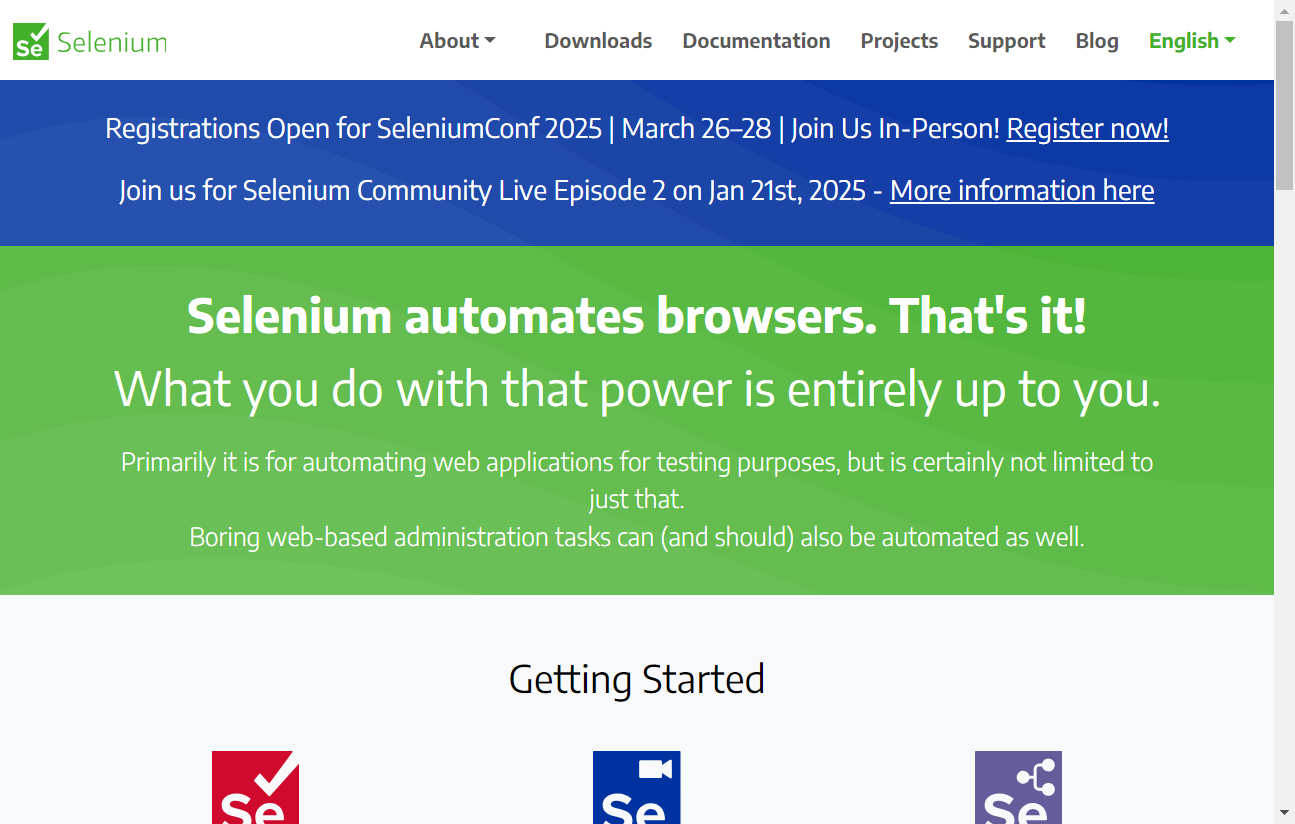 Se Selenium
About Downloads Documentation Projects Support Blog English
Registrations Open for SeleniumConf 2025 | March 26–28 | Join Us In-Person! Register now!
Join us for Selenium Community Live Episode 2 on Jan 21st, 2025 - More information here
Selenium automates browsers. That's it!
What you do with that power is entirely up to you.
Primarily it is for automating web applications for testing purposes, but is certainly not limited to
just that.
Boring web-based administration tasks can (and should) also be automated as well.
Getting Started
Se Se Se